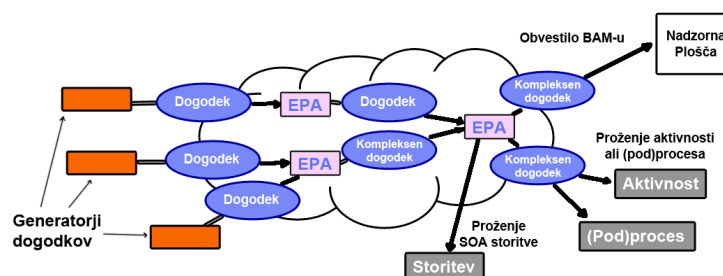 Obvestilo BAM-u
Nadzorna
Plošča
Kompleksen
dogodek
Dogodek
EPA
Dogodek
EPA
Dogodek
EPA
Kompleksen
dogodek
Kompleksen
dogodek
Dogodek
Proženje aktivnosti
ali (pod)procesa
Aktivnost
Generatorji
dogodkov
Proženje
SOA storitve
(Pod)proces
Storitev